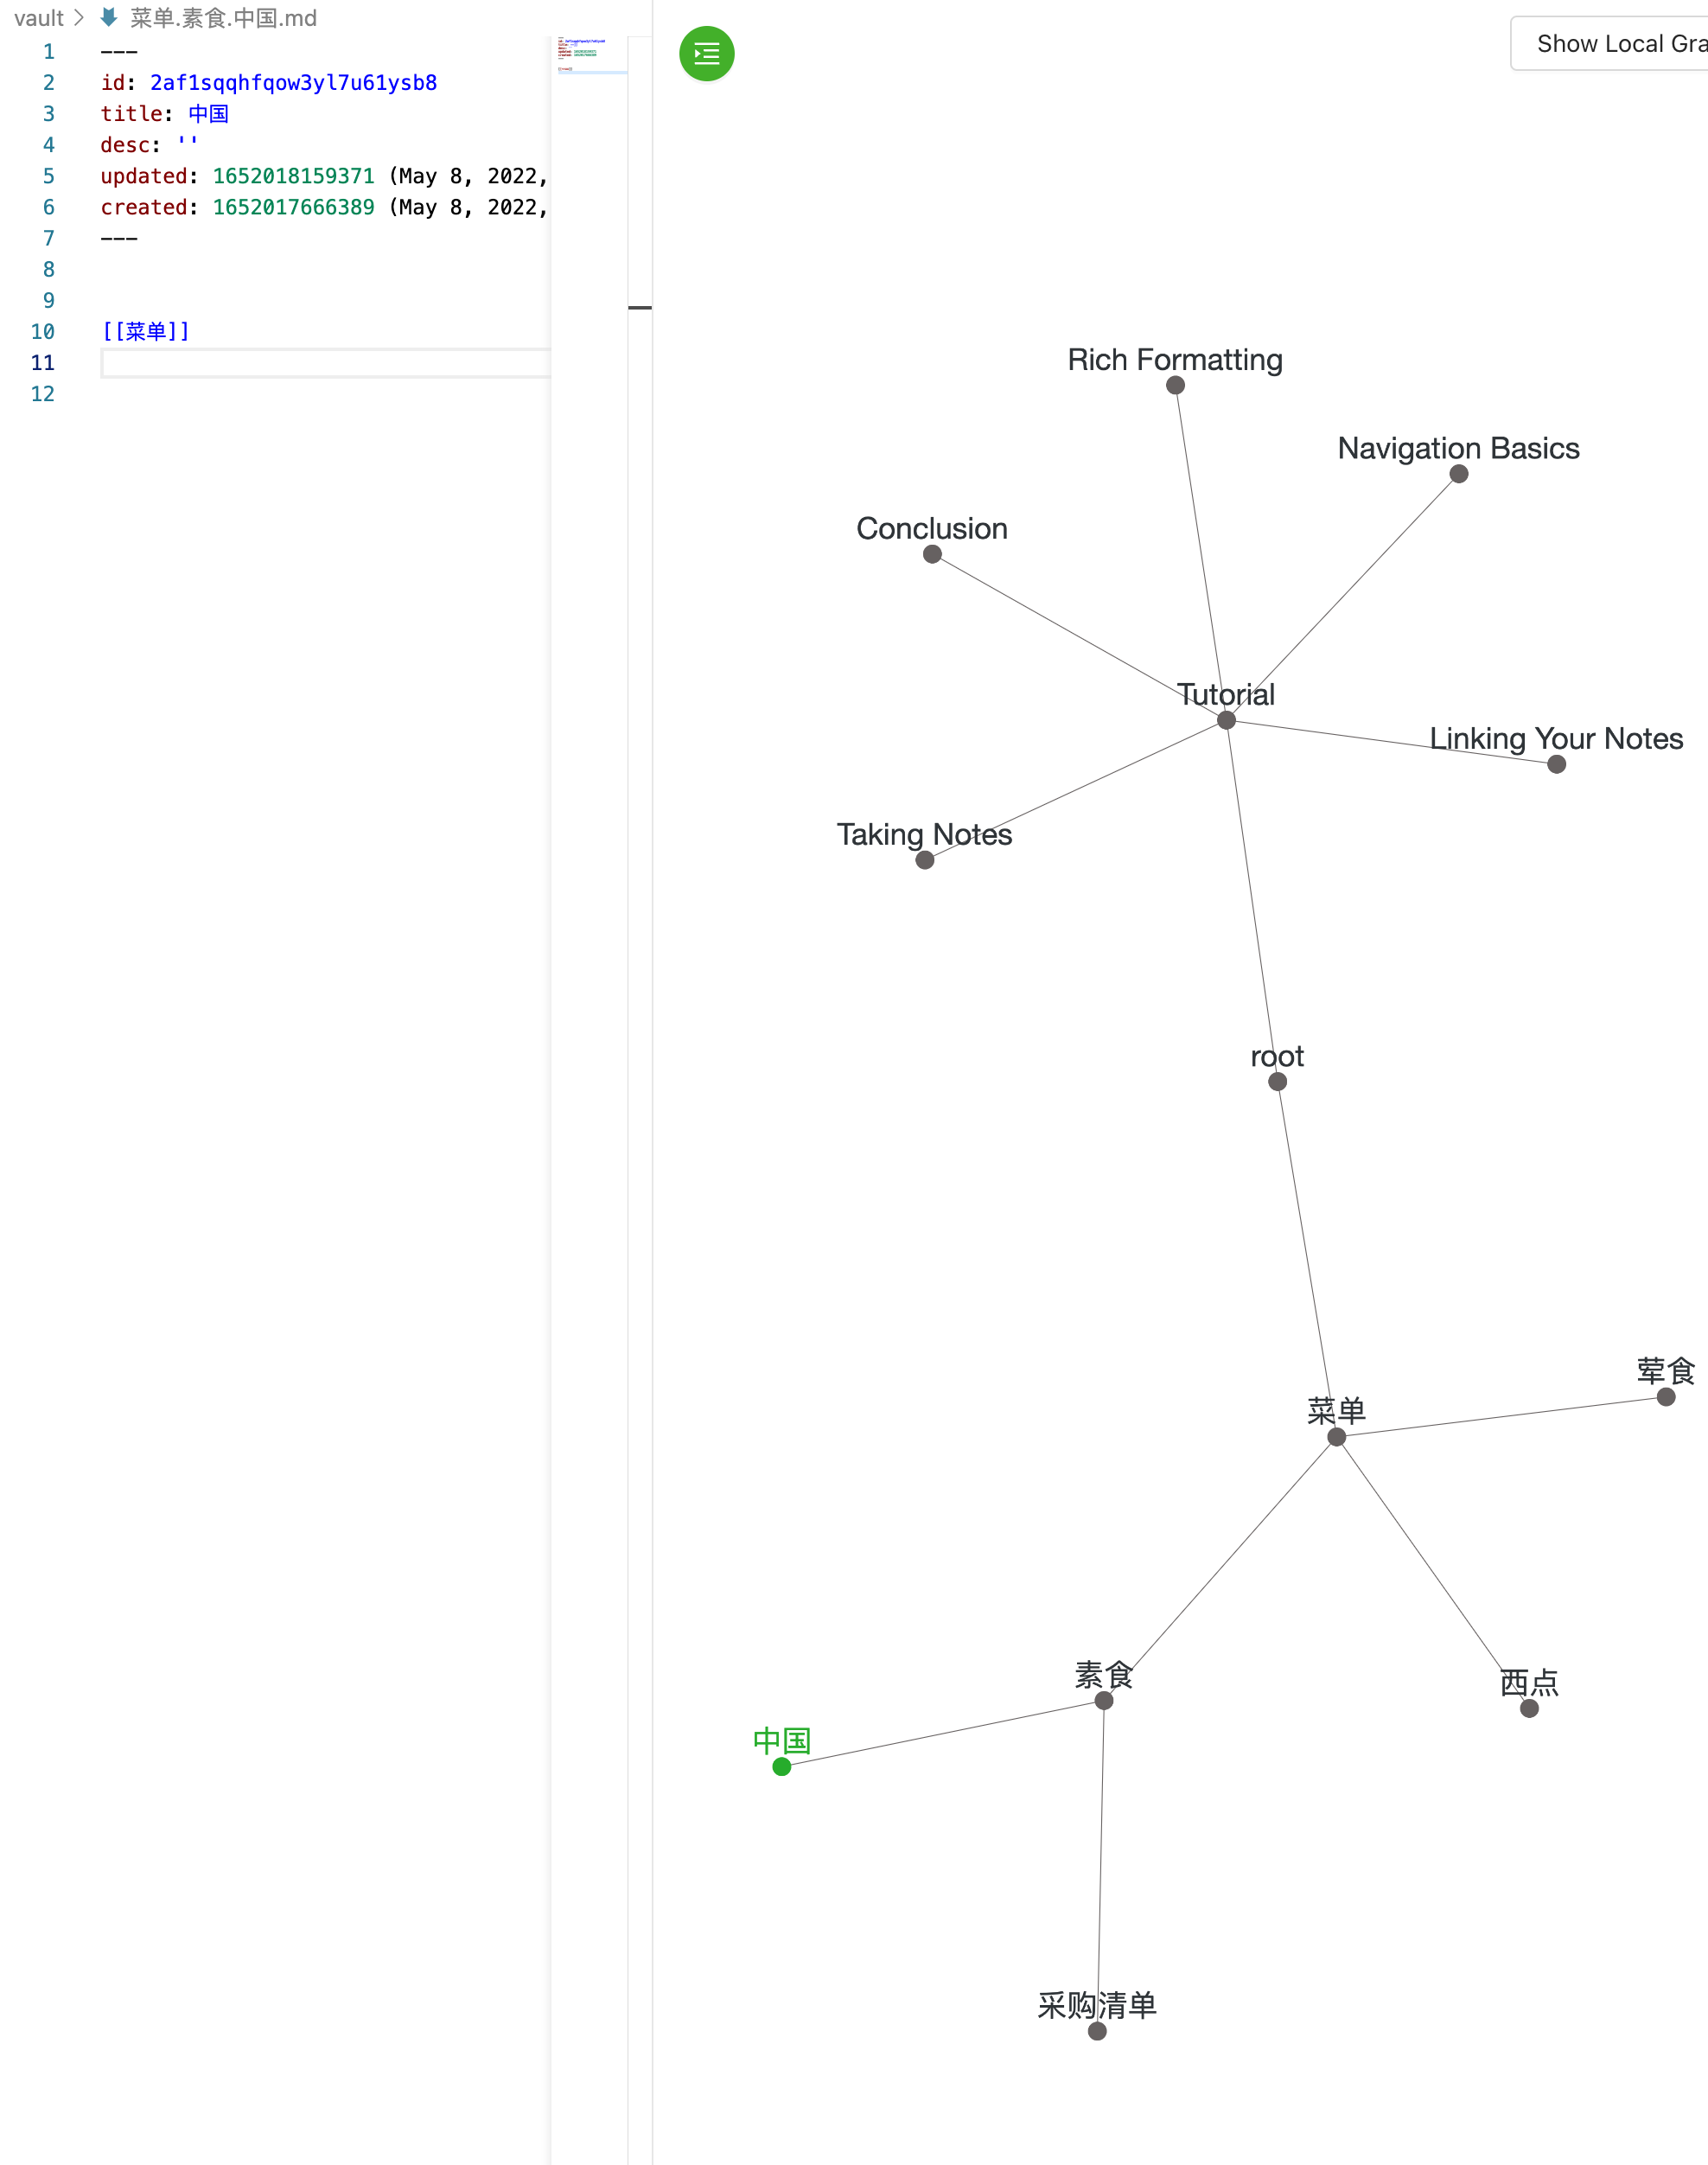 vault > 菜单.素食.中国.md
1 ---
2 id: 2af1sqqhfqow3yl7u61ysb8
3 title: 中国
4 desc: ''
5 updated: 1652018159371 (May 8, 2022,
6 created: 1652017666389 (May 8, 2022,
7 ---
8
9
10 [[菜单]]
11
12
Show Local Gra
Rich Formatting
Navigation Basics
Conclusion
Tutorial
Linking Your Notes
Taking Notes
root
荤食
菜单
素食
西点
中国
采购清单